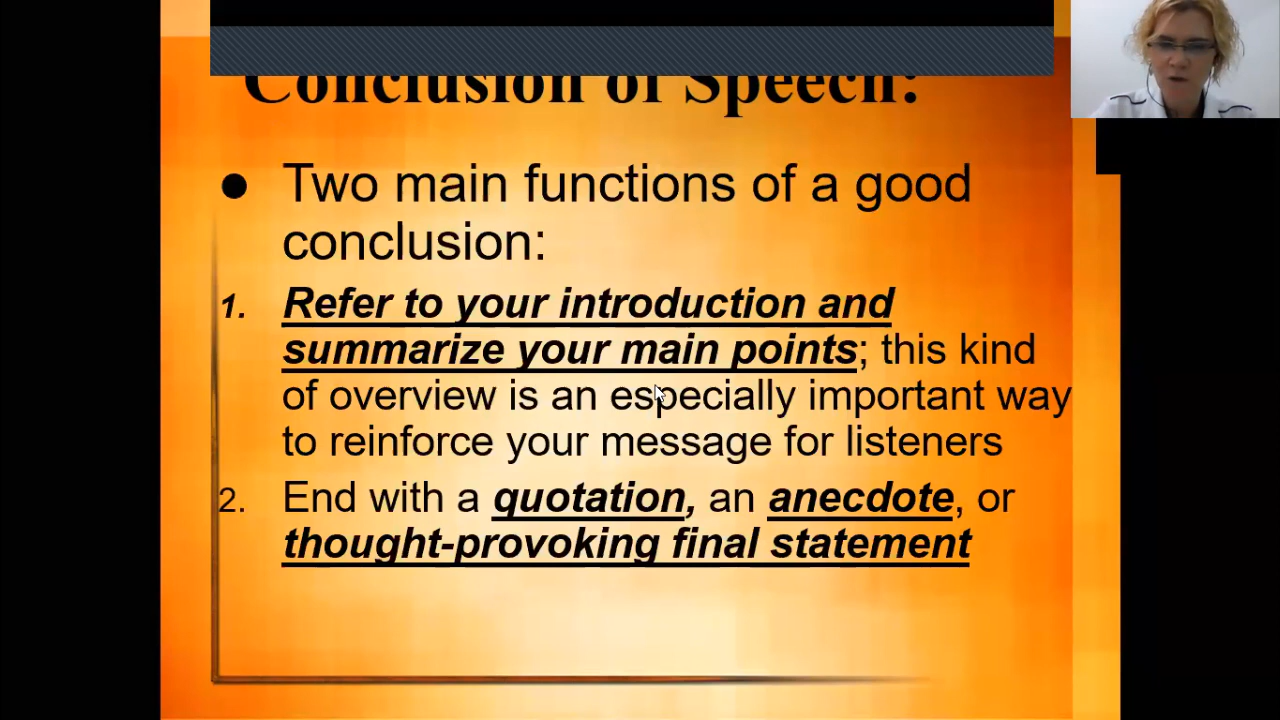 Conclusion of Speech:
● Two main functions of a good
conclusion:
1. Refer to your introduction and
summarize your main points; this kind
of overview is an especially important way
to reinforce your message for listeners
2. End with a quotation, an anecdote, or
thought-provoking final statement